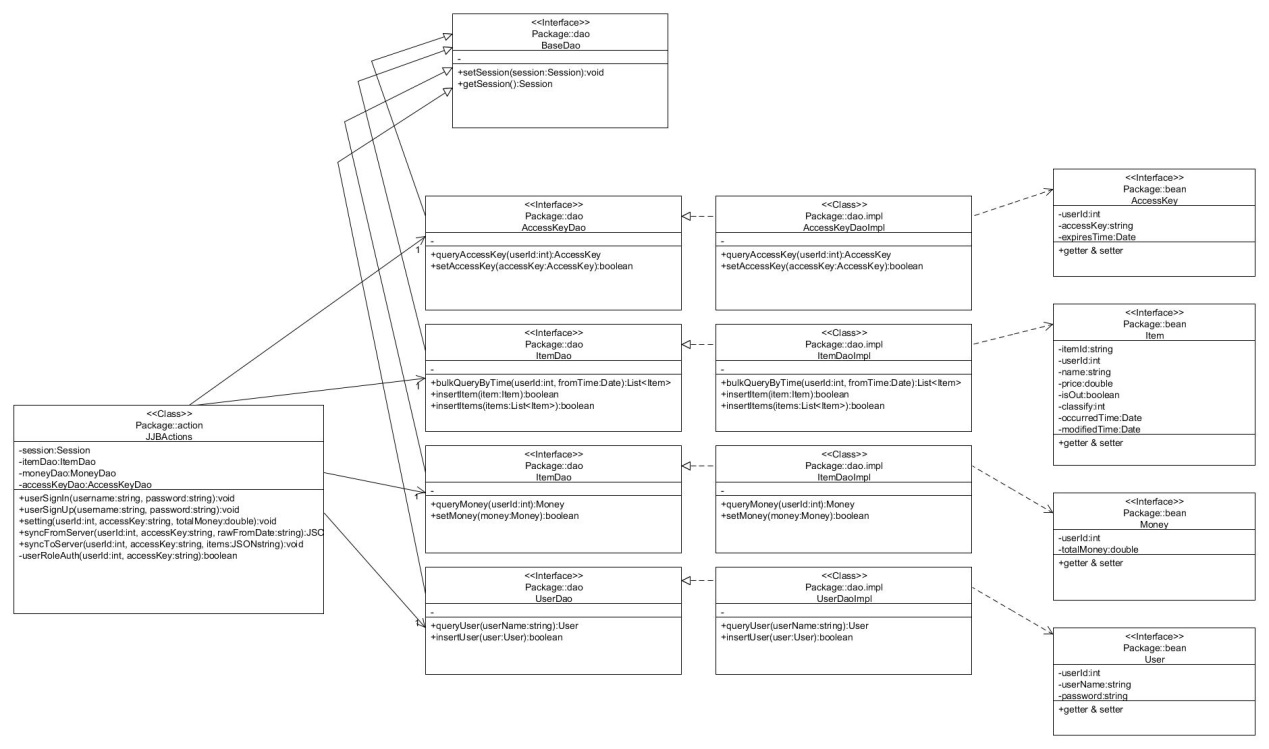 <<Interface>>
Package::dao
BaseDao
-
+setSession(session:Session):void
+getSession():Session
<<Interface>>
Package::dao
AccessKeyDao
-
+queryAccessKey(userId:int):AccessKey
+setAccessKey(accessKey:AccessKey):boolean
<<Class>>
Package::dao.impl
AccessKeyDaoImpl
-
+queryAccessKey(userId:int):AccessKey
+setAccessKey(accessKey:AccessKey):boolean
<<Interface>>
Package::bean
AccessKey
-userId:int
-accessKey:string
-expiresTime:Date
+getter & setter
1
<<Interface>>
Package::dao
ItemDao
-
+bulkQueryByTime(userId:int, fromTime:Date):List<Item>
+insertItem(item:Item):boolean
+insertItems(items:List<Item>):boolean
<<Class>>
Package::dao.impl
ItemDaoImpl
-
+bulkQueryByTime(userId:int, fromTime:Date):List<Item>
+insertItem(item:Item):boolean
+insertItems(items:List<Item>):boolean
<<Interface>>
Package::bean
Item
-itemId:string
-userId:int
-name:string
-price:double
-isOut:boolean
-classify:int
-occurredTime:Date
-modifiedTime:Date
+getter & setter
1
<<Class>>
Package::action
JJBActions
-session:Session
-itemDao:ItemDao
-moneyDao:MoneyDao
-accessKeyDao:AccessKeyDao
+userSignIn(username:string, password:string):void
+userSignUp(username:string, password:string):void
+setting(userId:int, accessKey:string, totalMoney:double):void
+syncFromServer(userId:int, accessKey:string, rawFromDate:string):JSC
+syncToServer(userId:int, accessKey:string, items:JSONstring):void
-userRoleAuth(userId:int, accessKey:string):boolean
<<Interface>>
Package::dao
ItemDao
-
+queryMoney(userId:int):Money
+setMoney(money:Money):boolean
<<Class>>
Package::dao.impl
ItemDaoImpl
-
+queryMoney(userId:int):Money
+setMoney(money:Money):boolean
<<Interface>>
Package::bean
Money
-userId:int
-totalMoney:double
+getter & setter
1
<<Interface>>
Package::dao
UserDao
-
+queryUser(userName:string):User
+insertUser(user:User):boolean
<<Class>>
Package::dao.impl
UserDaoImpl
-
+queryUser(userName:string):User
+insertUser(user:User):boolean
<<Interface>>
Package::bean
User
-userId:int
-userName:string
-password:string
+getter & setter
1